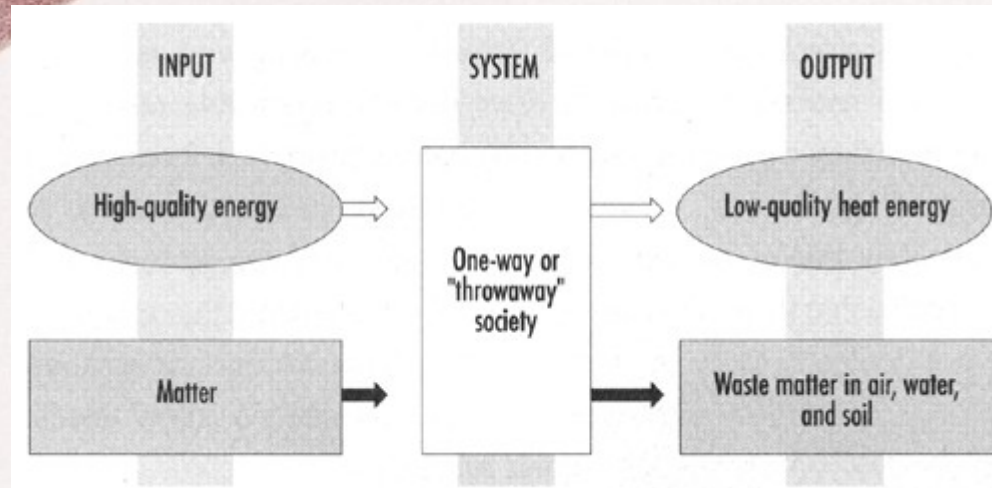 INPUT
SYSTEM
OUTPUT
High-quality energy
Low-quality heat energy
One-way or
"throwaway"
society
Matter
Waste matter in air, water,
and soil